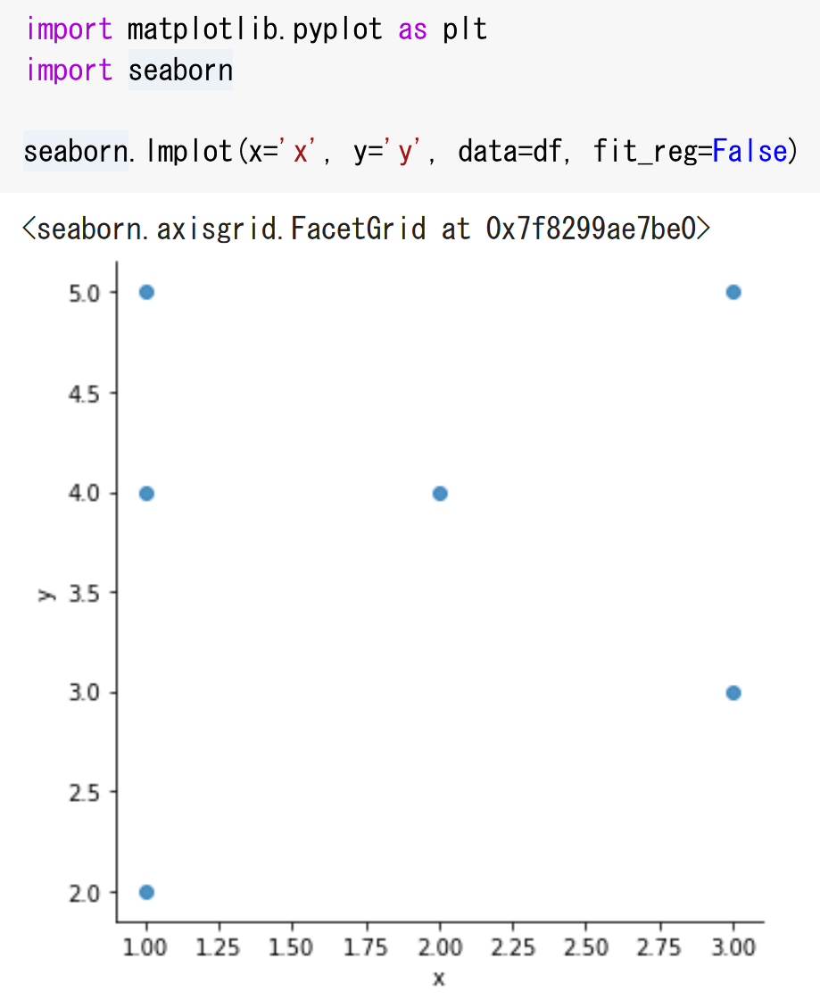 import matplotlib.pyplot as plt
import seaborn
seaborn.lmplot(x='x', y='y', data=df, fit_reg=False)
<seaborn.axisgrid.FacetGrid at 0x7f8299ae7be0>
5.0
4.5
4.0
3.5
3.0
2.5
2.0
y
1.00 1.25 1.50 1.75 2.00 2.25 2.50 2.75 3.00
x